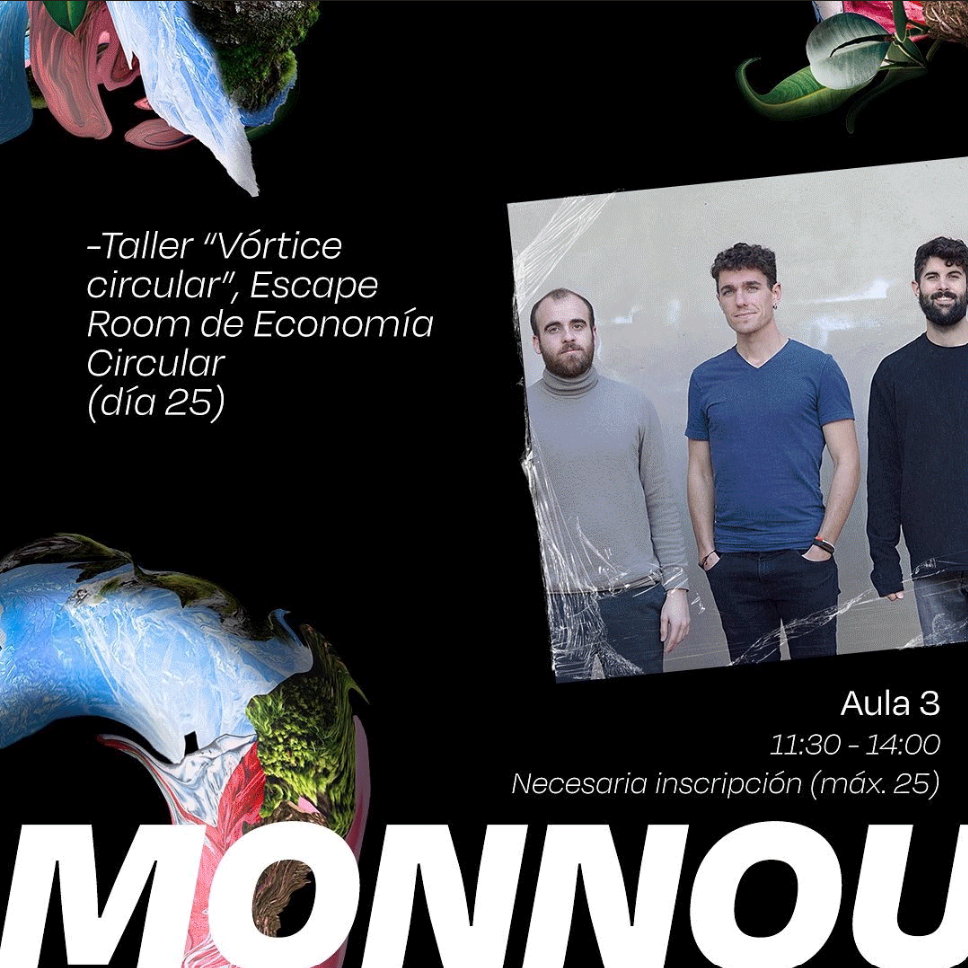 -Taller “Vórtice
circular”, Escape
Room de Economía
Circular
(día 25)
Aula 3
11:30 - 14:00
Necesaria inscripción (máx. 25)
MONNOU